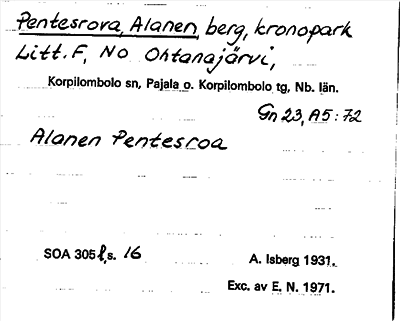 Pentesrova, Alanen, berg, kronopark
Litt. F, NO Ohtanajärvi,
Korpilombolo sn, Pajala o. Korpilombolo tg, Nb. län.
Gn 23, A5:72
Alanen Pentesroa
SOA 305 l, s. 16
A. Isberg 1931.
Exc. av E. N. 1971.